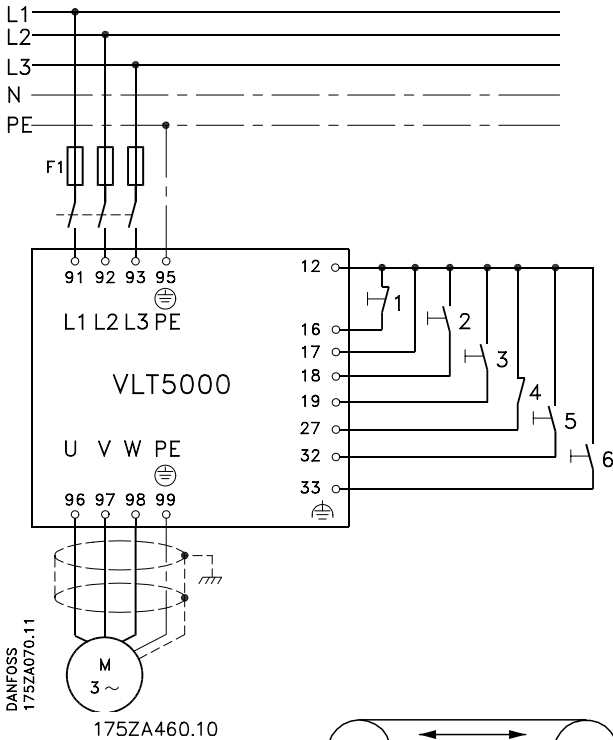 L1
L2
L3
N
PE
F1
91 92 93 95
L1 L2 L3 PE
VLT5000
U V W PE
96 97 98 99
12
16
17
18
19
27
32
33
1
2
3
4
5
6
M
3 ~
DANFOSS
175ZA070.11
175ZA460.10